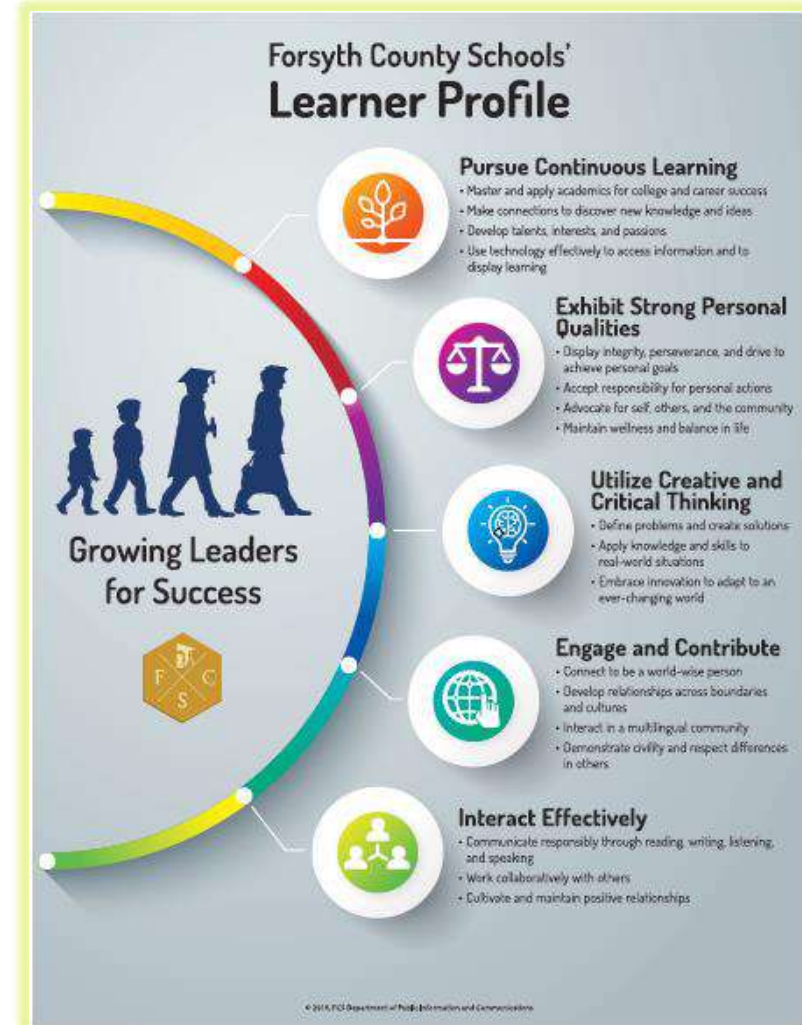 Forsyth County Schools'
Learner Profile
Pursue Continuous Learning
• Master and apply academics for college and career success
• Make connections to discover new knowledge and ideas
• Develop talents, interests, and passions
• Use technology effectively to access information and to
display learning
Exhibit Strong Personal
Qualities
• Display integrity, perseverance, and drive to
achieve personal goals
• Accept responsibility for personal actions
• Advocate for self, others, and the community
• Maintain wellness and balance in life
Utilize Creative and
Critical Thinking
• Define problems and create solutions
• Apply knowledge and skills to
real-world situations
• Embrace innovation to adapt to an
ever-changing world
Growing Leaders
for Success
F C
S
Engage and Contribute
• Connect to be a world-wise person
• Develop relationships across boundaries
and cultures
• Interact in a multilingual community
• Demonstrate civility and respect differences
in others
Interact Effectively
• Communicate responsibly through reading, writing, listening,
and speaking
• Work collaboratively with others
• Cultivate and maintain positive relationships
© FCS Department of Public Information and Communications